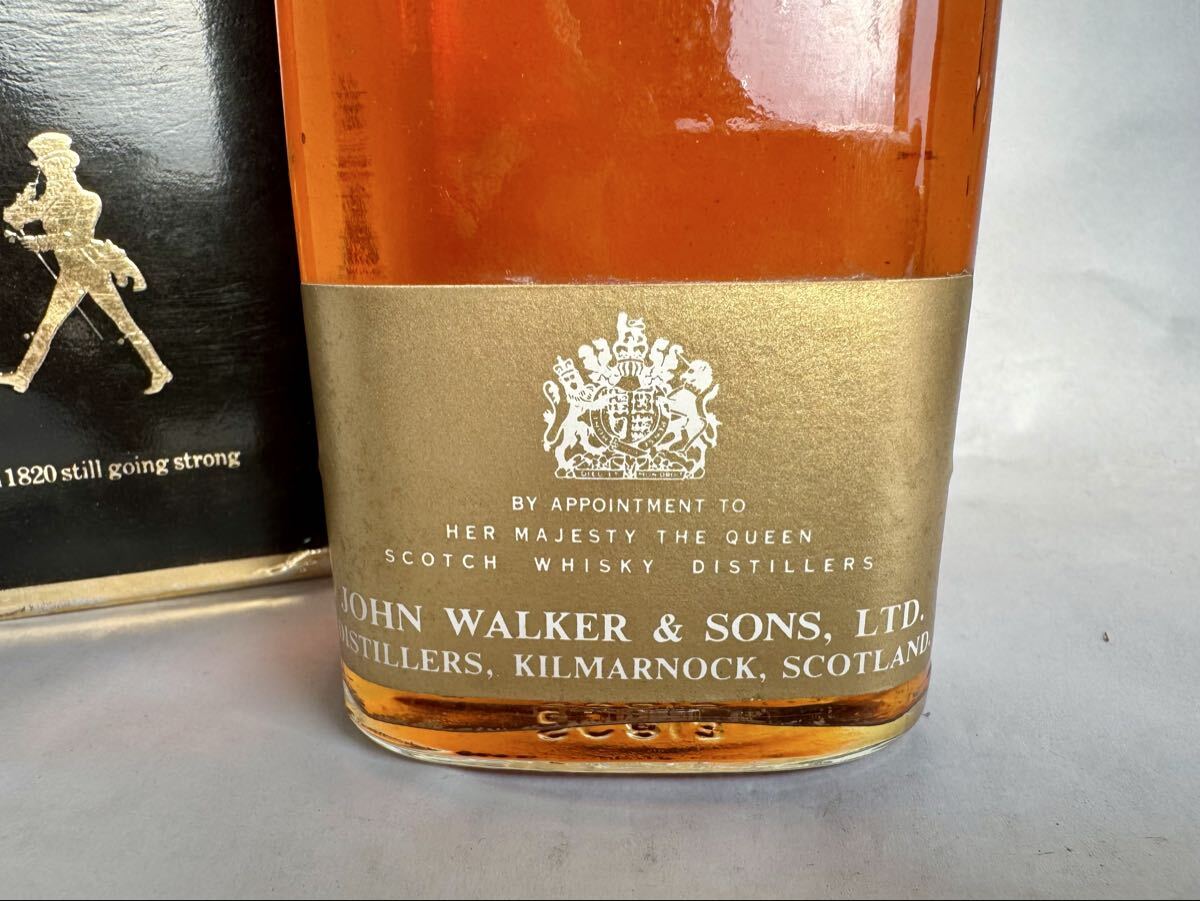 1820 still going strong
BY APPOINTMENT TO
HER MAJESTY THE QUEEN
SCOTCH WHISKY DISTILLERS
JOHN WALKER & SONS, LTD.
DISTILLERS, KILMARNOCK, SCOTLAND.